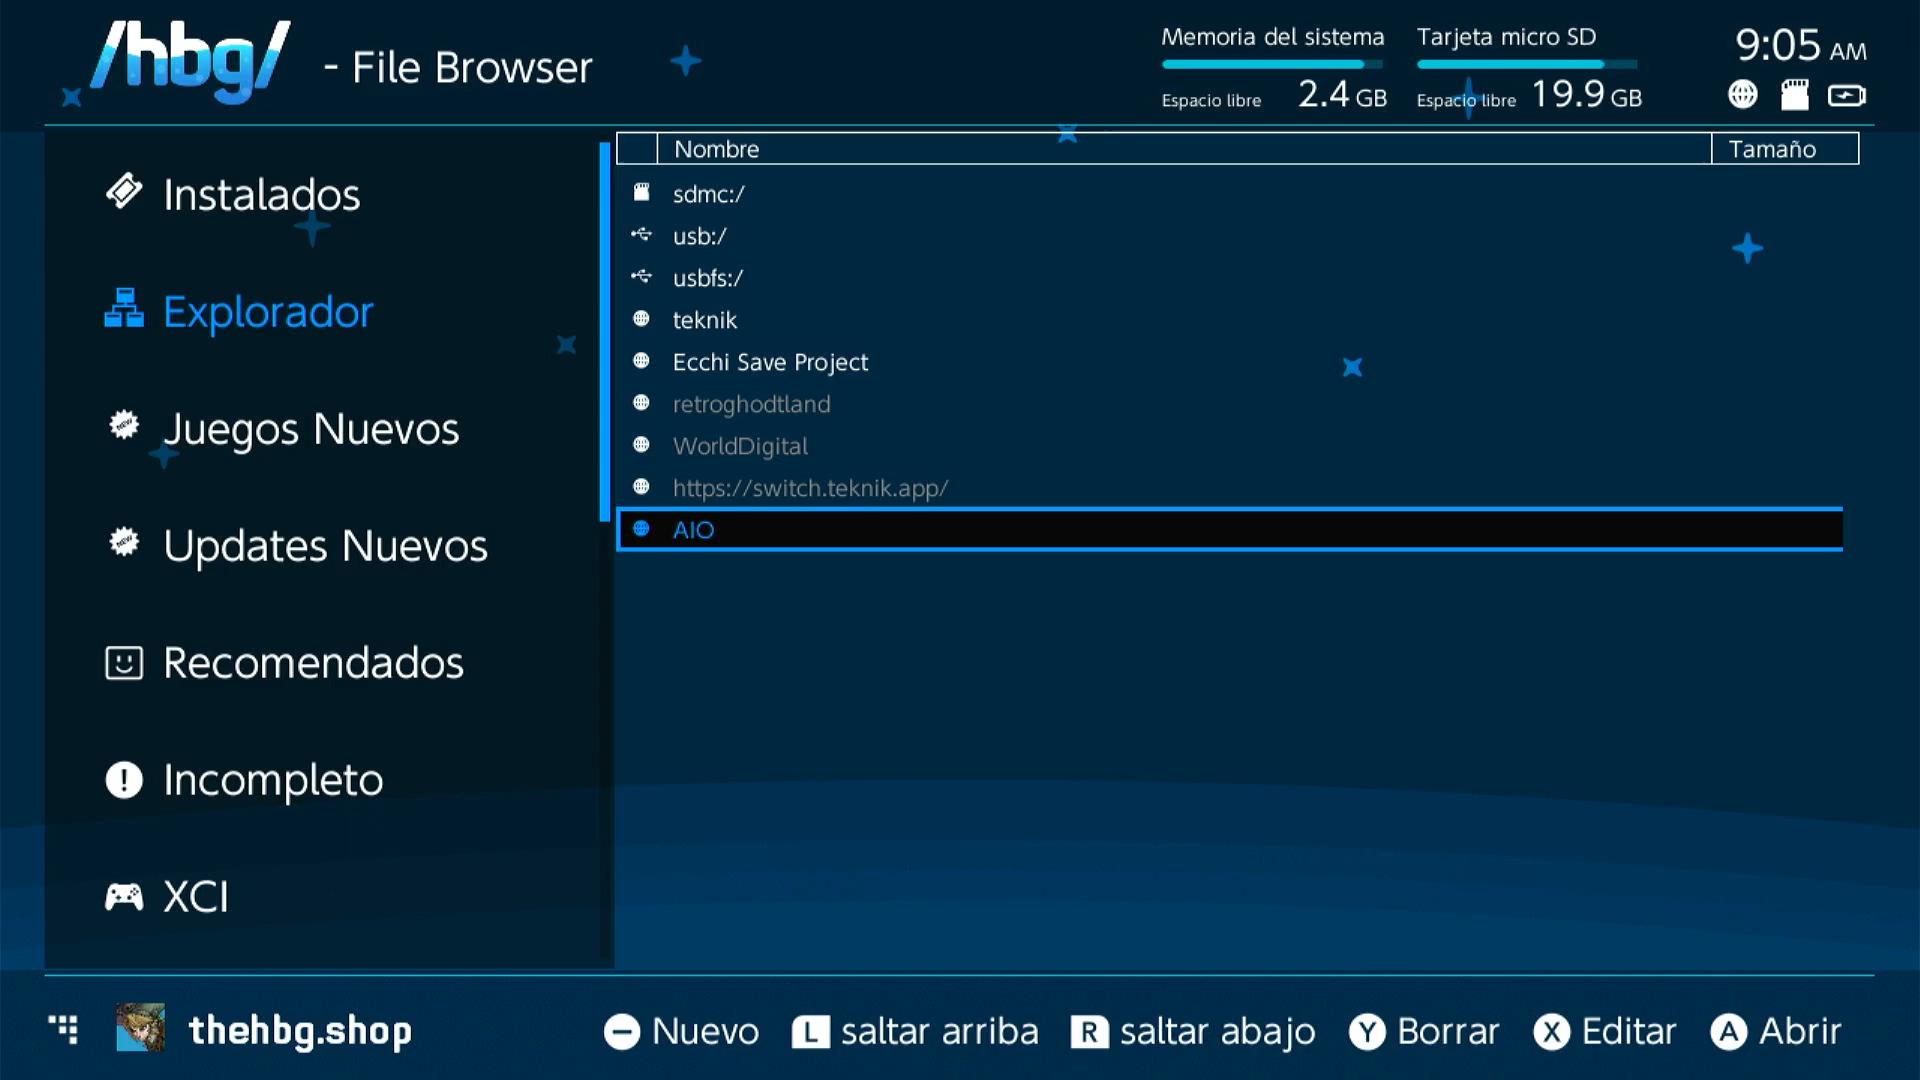 /hbg/ - File Browser
Memoria del sistema
Espacio libre 2.4 GB
Tarjeta micro SD
Espacio libre 19.9 GB
9:05 AM
Instalados
Explorador
Juegos Nuevos
Updates Nuevos
Recomendados
Incompleto
XCI
Nombre Tamaño
sdmc:/
usb:/
usbfs:/
teknik
Ecchi Save Project
retroghodtland
WorldDigital
https://switch.teknik.app/
AIO
thehbg.shop
- Nuevo L saltar arriba R saltar abajo Y Borrar X Editar A Abrir